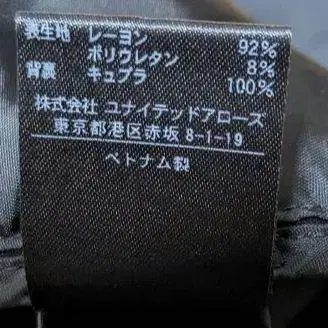 表生地 レーヨン 92%
ポリウレタン 8%
背裏 キュプラ 100%
株式会社 ユナイテッドアローズ
東京都港区赤坂 8-1-19
ベトナム製